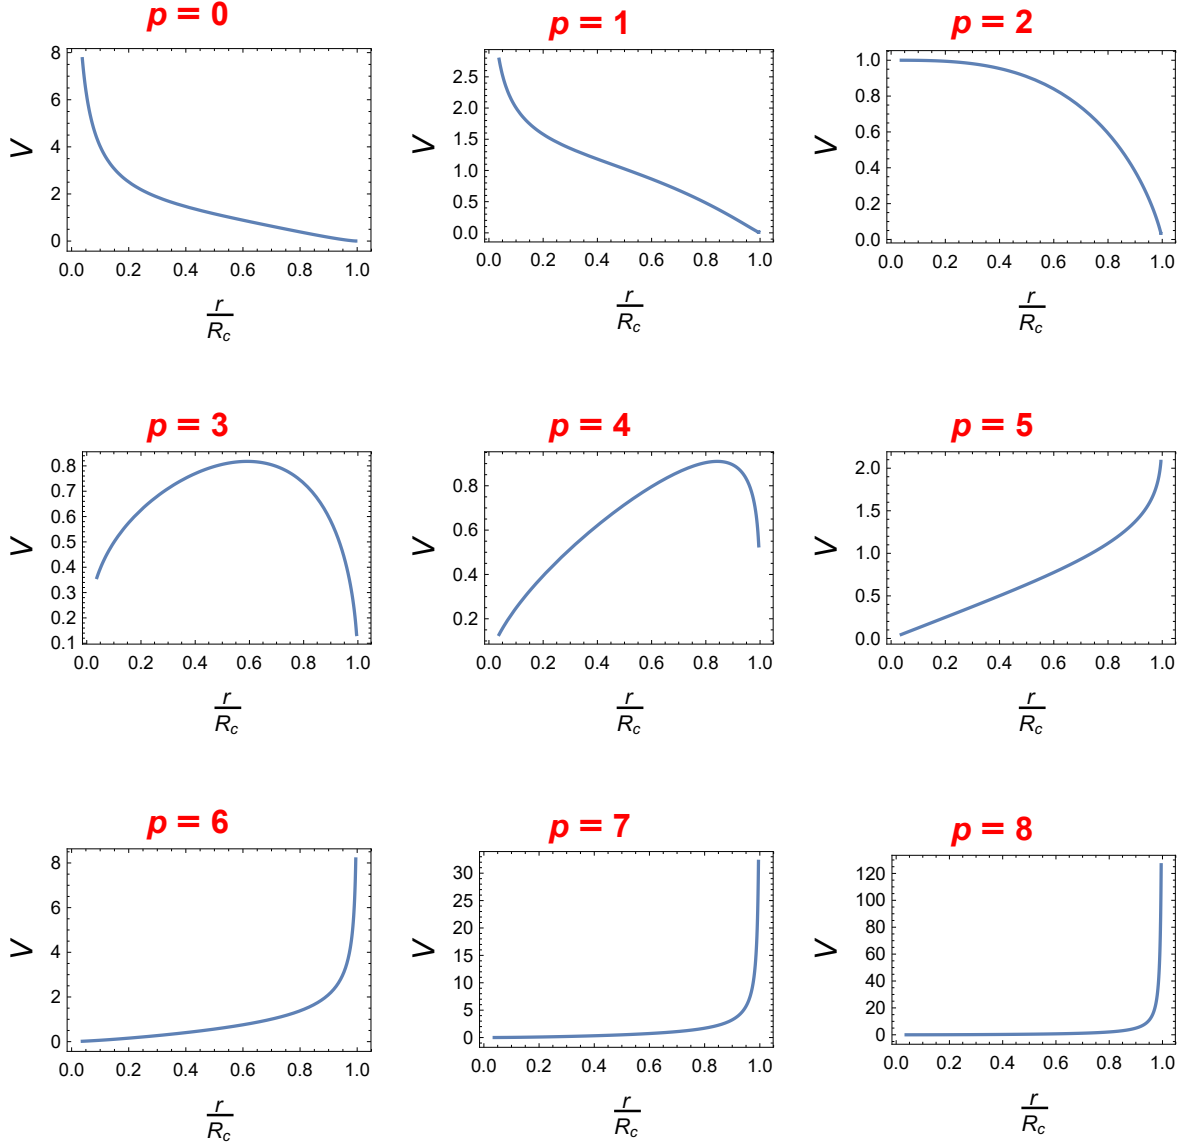 p = 0
p = 1
p = 2
8
6
4
2
0
V
0.0 0.2 0.4 0.6 0.8 1.0
r
R_c
2.5
2.0
1.5
1.0
0.5
0.0
V
0.0 0.2 0.4 0.6 0.8 1.0
r
R_c
1.0
0.8
0.6
0.4
0.2
0.0
V
0.0 0.2 0.4 0.6 0.8 1.0
r
R_c
p = 3
p = 4
p = 5
0.8
0.7
0.6
0.5
0.4
0.3
0.2
0.1
V
0.0 0.2 0.4 0.6 0.8 1.0
r
R_c
0.8
0.6
0.4
0.2
V
0.0 0.2 0.4 0.6 0.8 1.0
r
R_c
2.0
1.5
1.0
0.5
0.0
V
0.0 0.2 0.4 0.6 0.8 1.0
r
R_c
p = 6
p = 7
p = 8
8
6
4
2
0
V
0.0 0.2 0.4 0.6 0.8 1.0
r
R_c
30
25
20
15
10
5
0
V
0.0 0.2 0.4 0.6 0.8 1.0
r
R_c
120
100
80
60
40
20
0
V
0.0 0.2 0.4 0.6 0.8 1.0
r
R_c